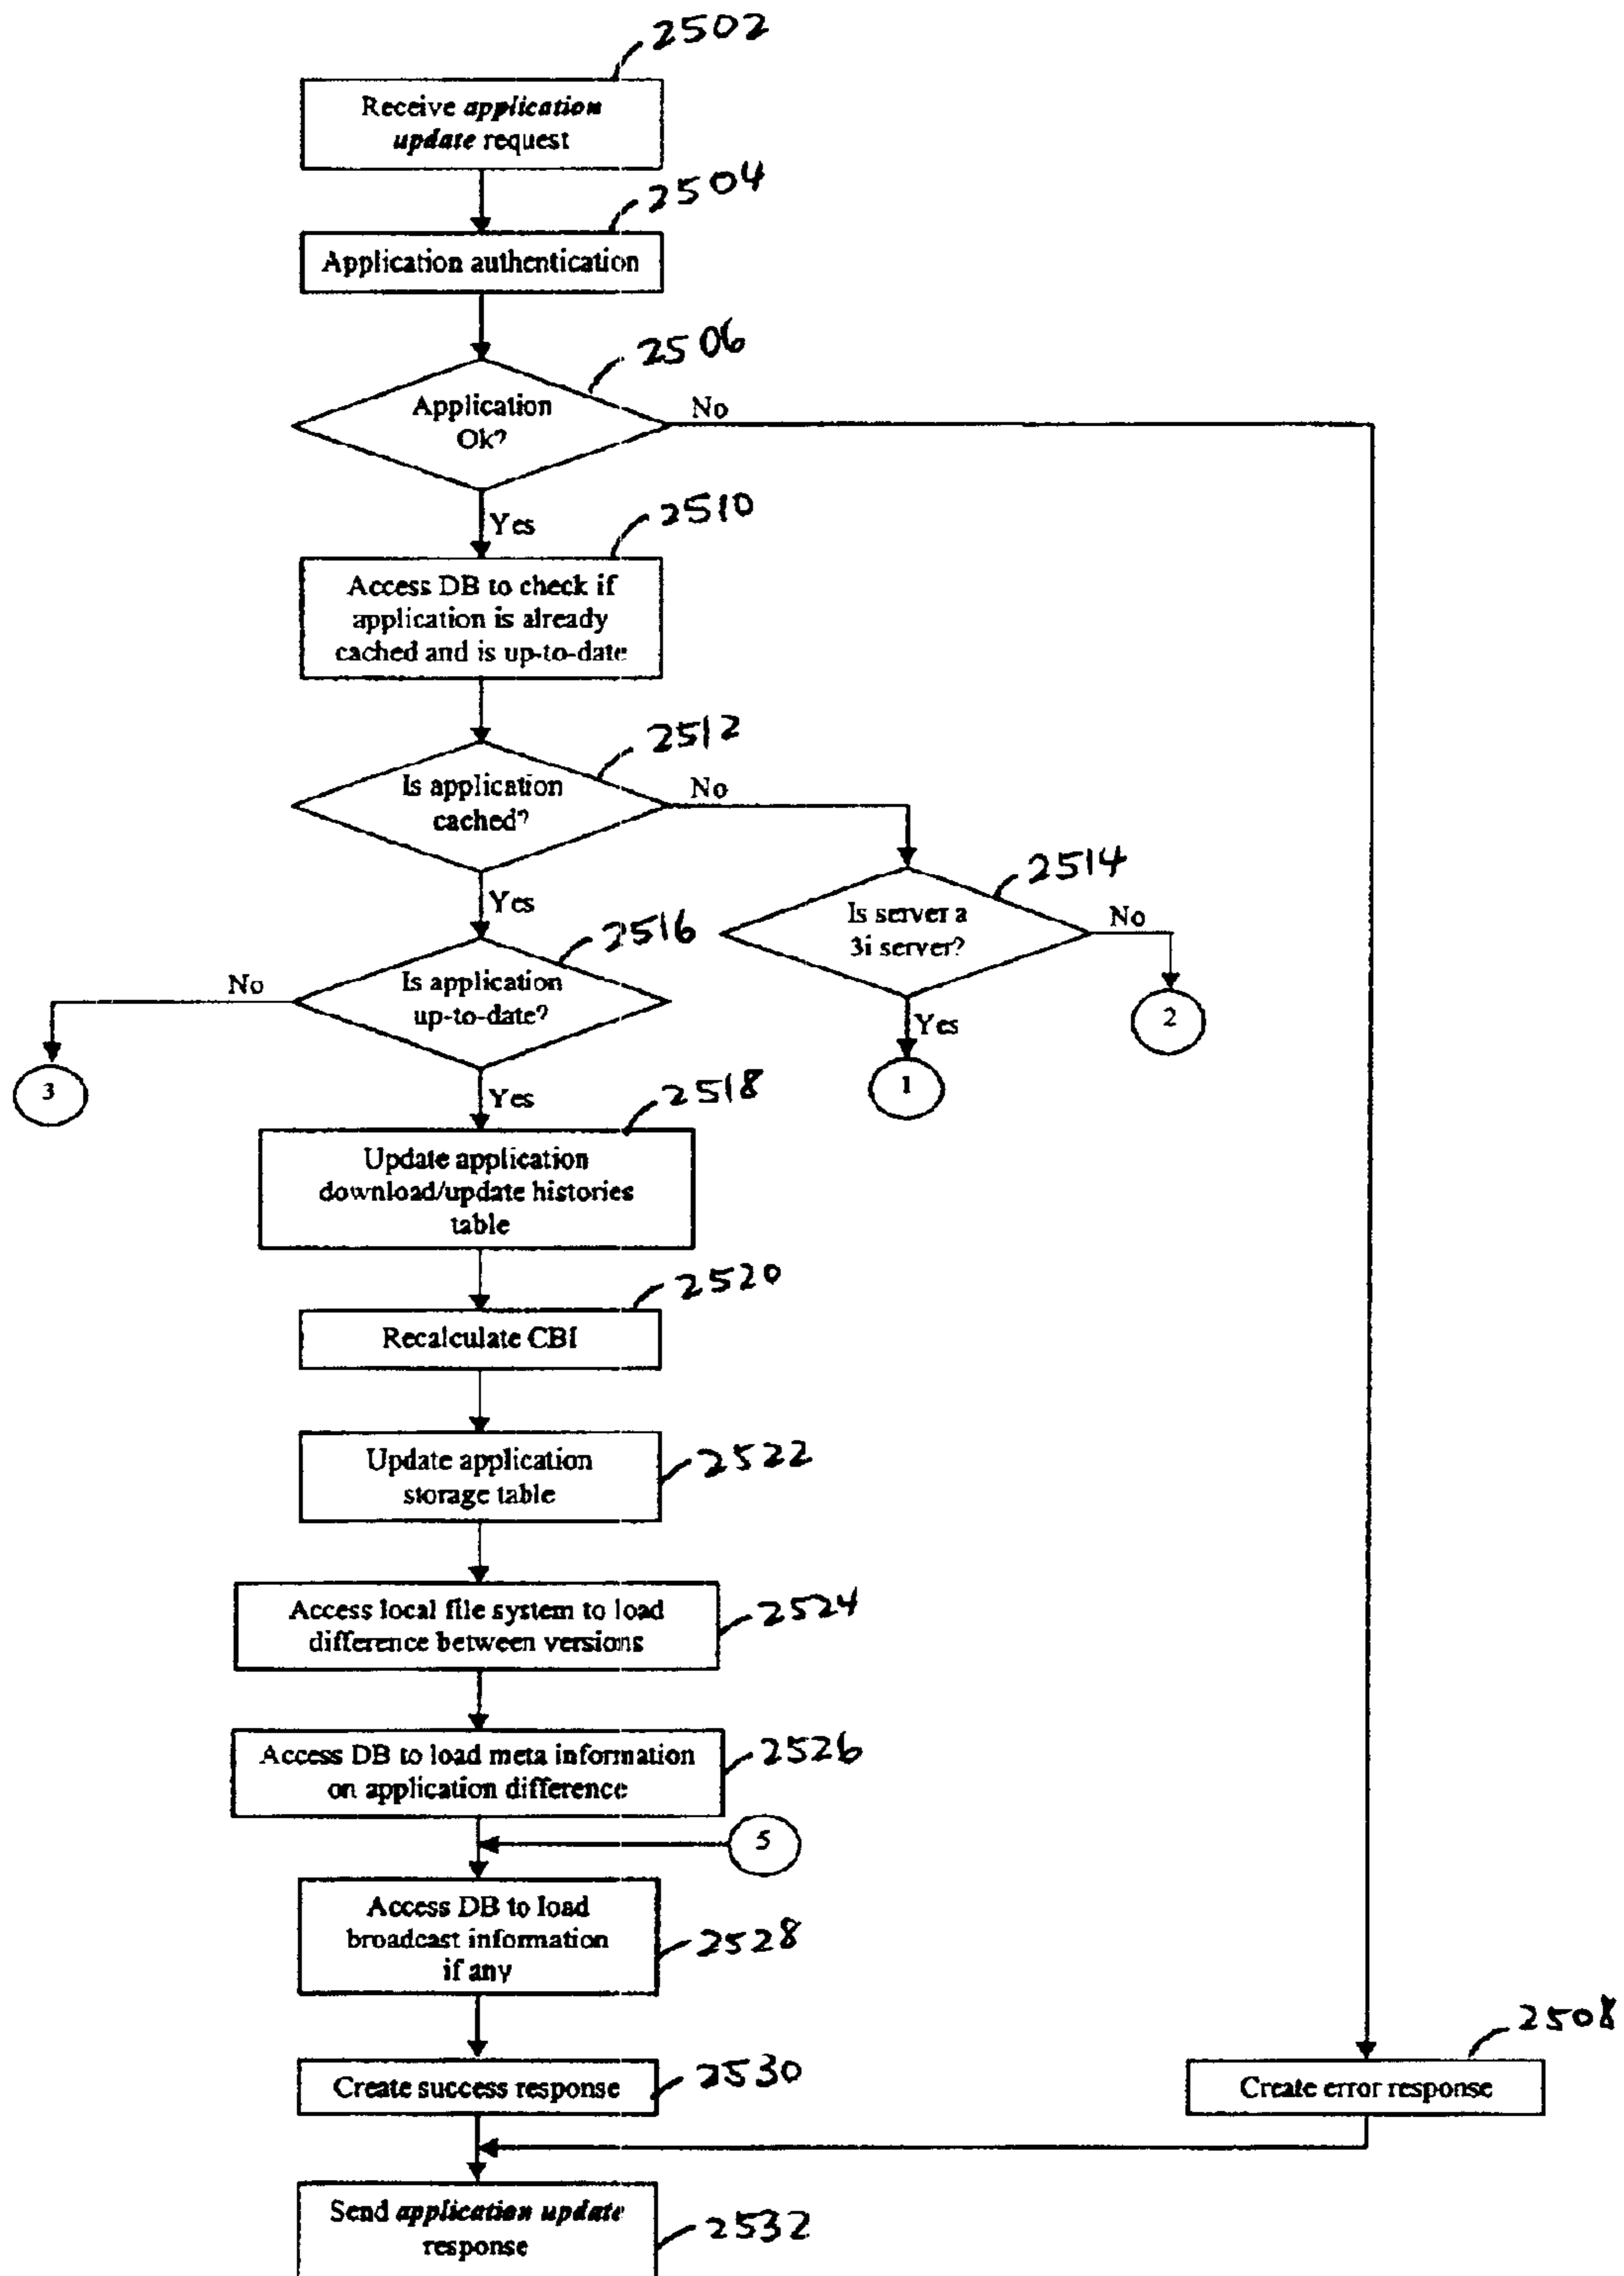 2502
Receive application
update request
2504
Application authentication
2506
Application
Ok?
No
Yes
2510
Access DB to check if
application is already
cached and is up-to-date
2512
Is application
cached?
No
Yes
2514
Is server a
3i server?
No
2
Yes
1
2516
Is application
up-to-date?
No
3
Yes
2518
Update application
download/update histories
table
2520
Recalculate CBI
2522
Update application
storage table
2524
Access local file system to load
difference between versions
2526
Access DB to load meta information
on application difference
5
Access DB to load
broadcast information
if any
2528
2508
Create success response
2530
Create error response
Send application update
response
2532